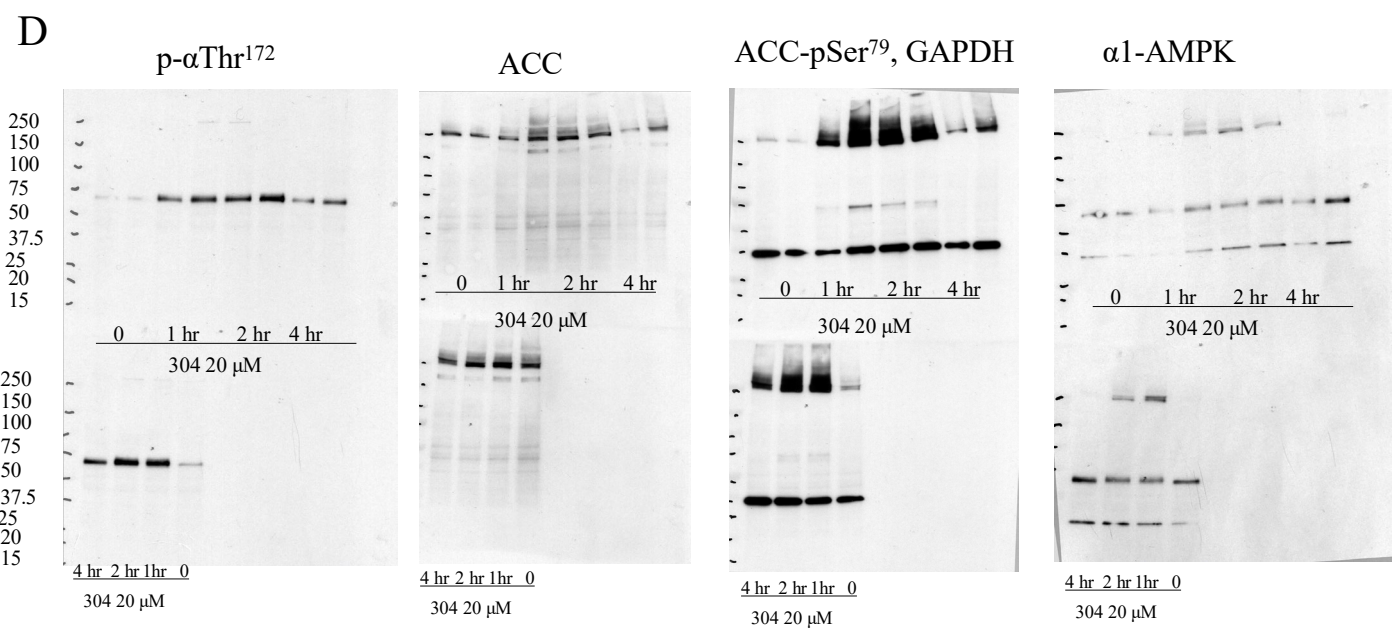 D
p-αThr172
ACC
ACC-pSer79, GAPDH
α1-AMPK
250
150
100
75
50
37.5
25
20
15
0 1 hr 2 hr 4 hr
304 20 µM
0 1 hr 2 hr 4 hr
304 20 µM
0 1 hr 2 hr 4 hr
304 20 µM
0 1 hr 2 hr 4 hr
304 20 µM
250
150
100
75
50
37.5
25
20
15
4 hr 2 hr 1hr 0
304 20 µM
4 hr 2 hr 1hr 0
304 20 µM
4 hr 2 hr 1hr 0
304 20 µM
4 hr 2 hr 1hr 0
304 20 µM